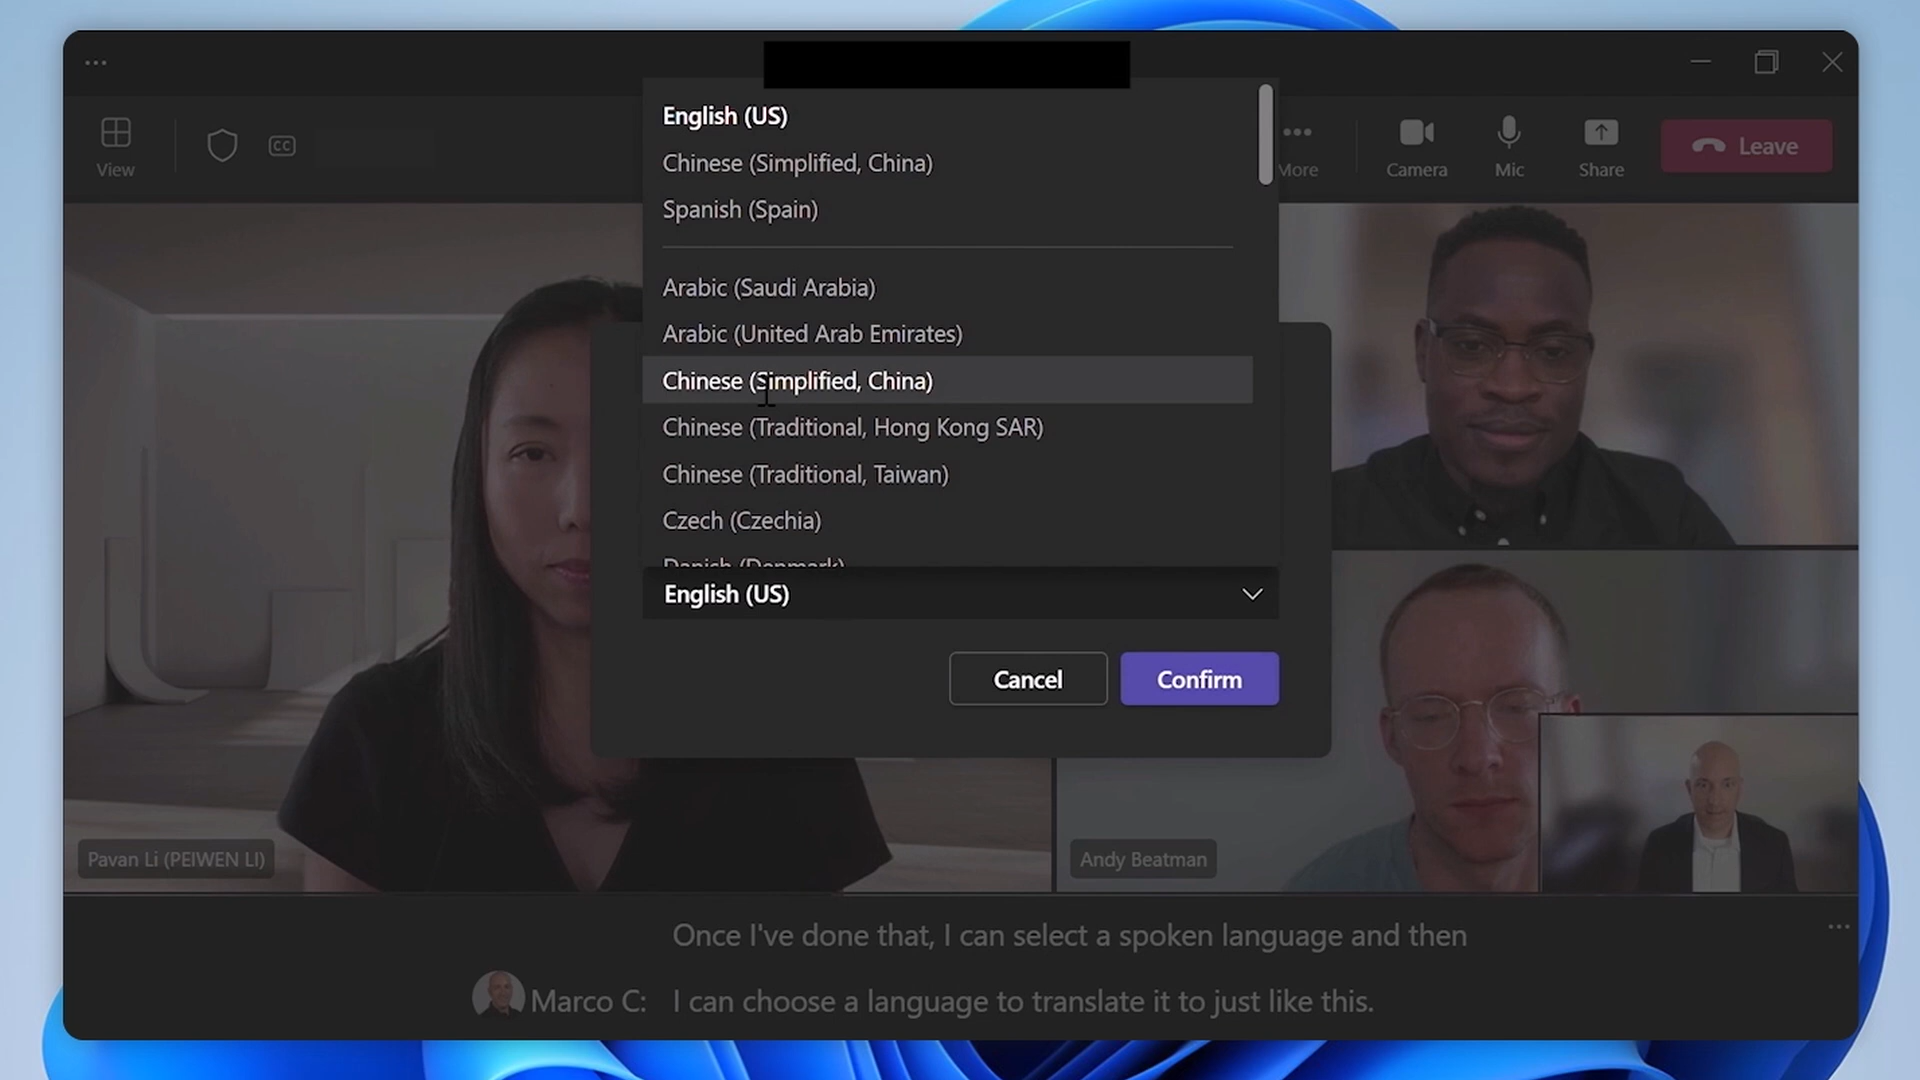 View
CC
More
Camera
Mic
Share
Leave
English (US)
Chinese (Simplified, China)
Spanish (Spain)
Arabic (Saudi Arabia)
Arabic (United Arab Emirates)
Chinese (Simplified, China)
Chinese (Traditional, Hong Kong SAR)
Chinese (Traditional, Taiwan)
Czech (Czechia)
Danish (Denmark)
English (US)
Cancel
Confirm
Pavan Li (PEIWEN LI)
Andy Beatman
Once I've done that, I can select a spoken language and then
Marco C: I can choose a language to translate it to just like this.